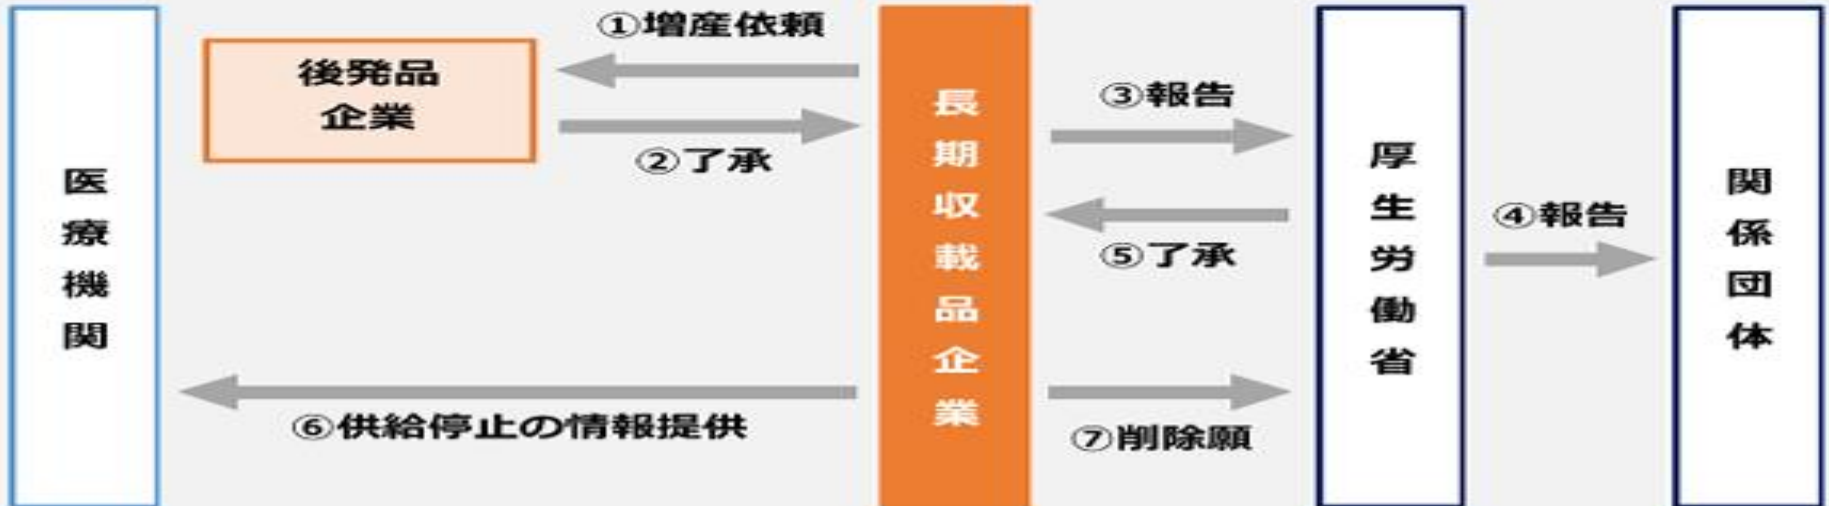 医療機関
後発品
企業
①増産依頼
②了承
長期収載品企業
③報告
⑤了承
厚生労働省
④報告
関係団体
⑥供給停止の情報提供
⑦削除願